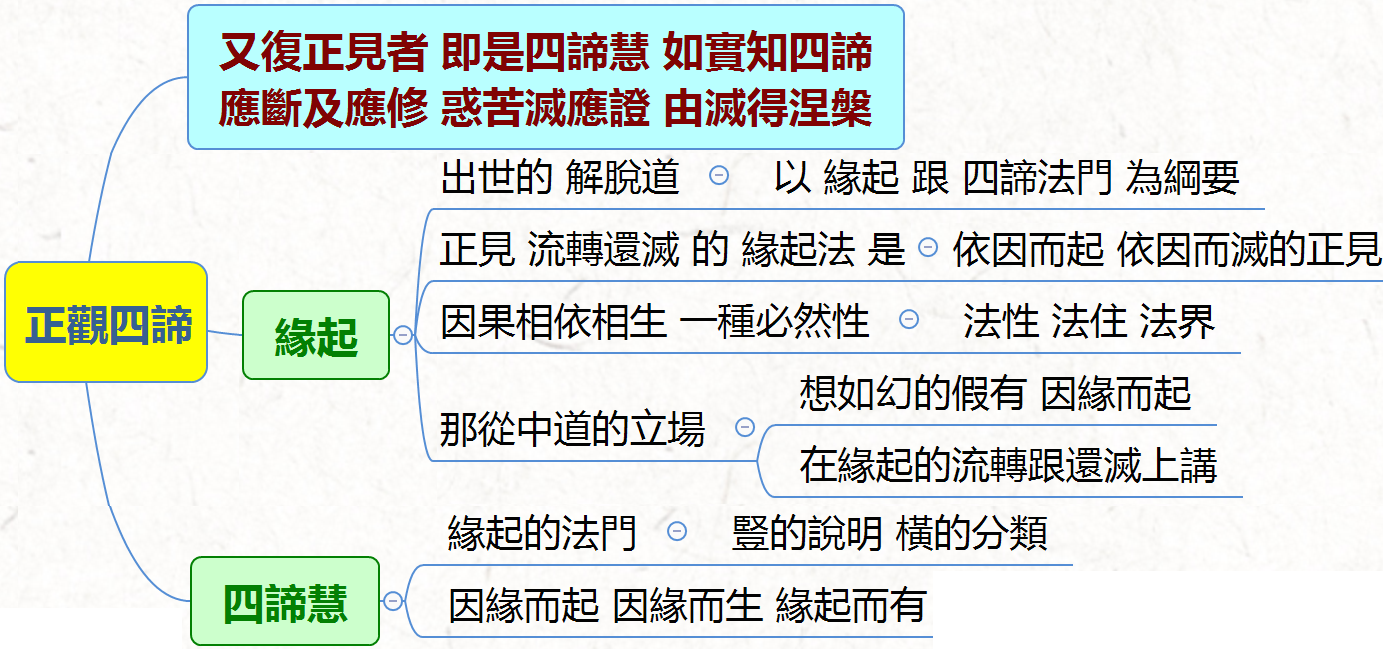 又復正見者 即是四諦慧 如實知四諦
應斷及應修 惑苦滅應證 由滅得涅槃
正觀四諦
緣起
出世的 解脫道
以 緣起 跟 四諦法門 為綱要
正見 流轉還滅 的 緣起法 是
依因而起 依因而滅的正見
因果相依相生 一種必然性
法性 法住 法界
那從中道的立場
想如幻的假有 因緣而起
在緣起的流轉跟還滅上講
四諦慧
緣起的法門
豎的說明 橫的分類
因緣而起 因緣而生 緣起而有